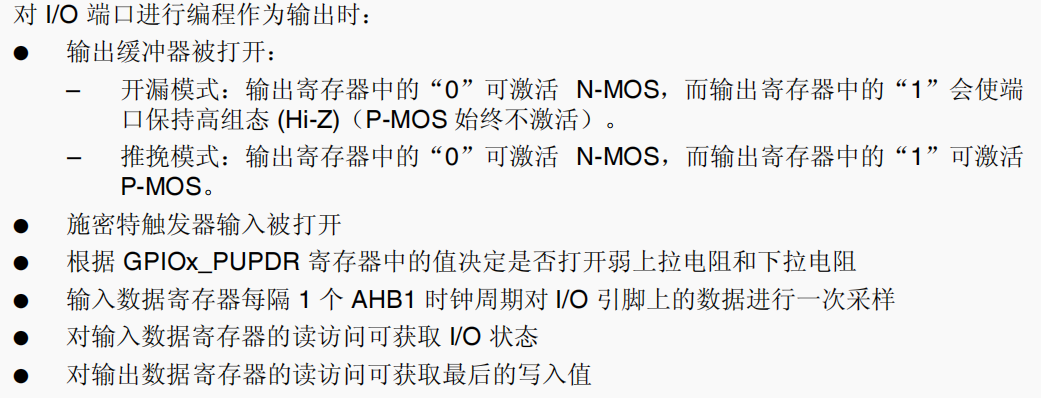 对 I/O 端口进行编程作为输出时：
● 输出缓冲器被打开：
– 开漏模式：输出寄存器中的“0”可激活 N-MOS，而输出寄存器中的“1”会使端
口保持高组态 (Hi-Z)（P-MOS 始终不激活）。
– 推挽模式：输出寄存器中的“0”可激活 N-MOS，而输出寄存器中的“1”可激活
P-MOS。
● 施密特触发器输入被打开
● 根据 GPIOx_PUPDR 寄存器中的值决定是否打开弱上拉电阻和下拉电阻
● 输入数据寄存器每隔 1 个 AHB1 时钟周期对 I/O 引脚上的数据进行一次采样
● 对输入数据寄存器的读访问可获取 I/O 状态
● 对输出数据寄存器的读访问可获取最后的写入值